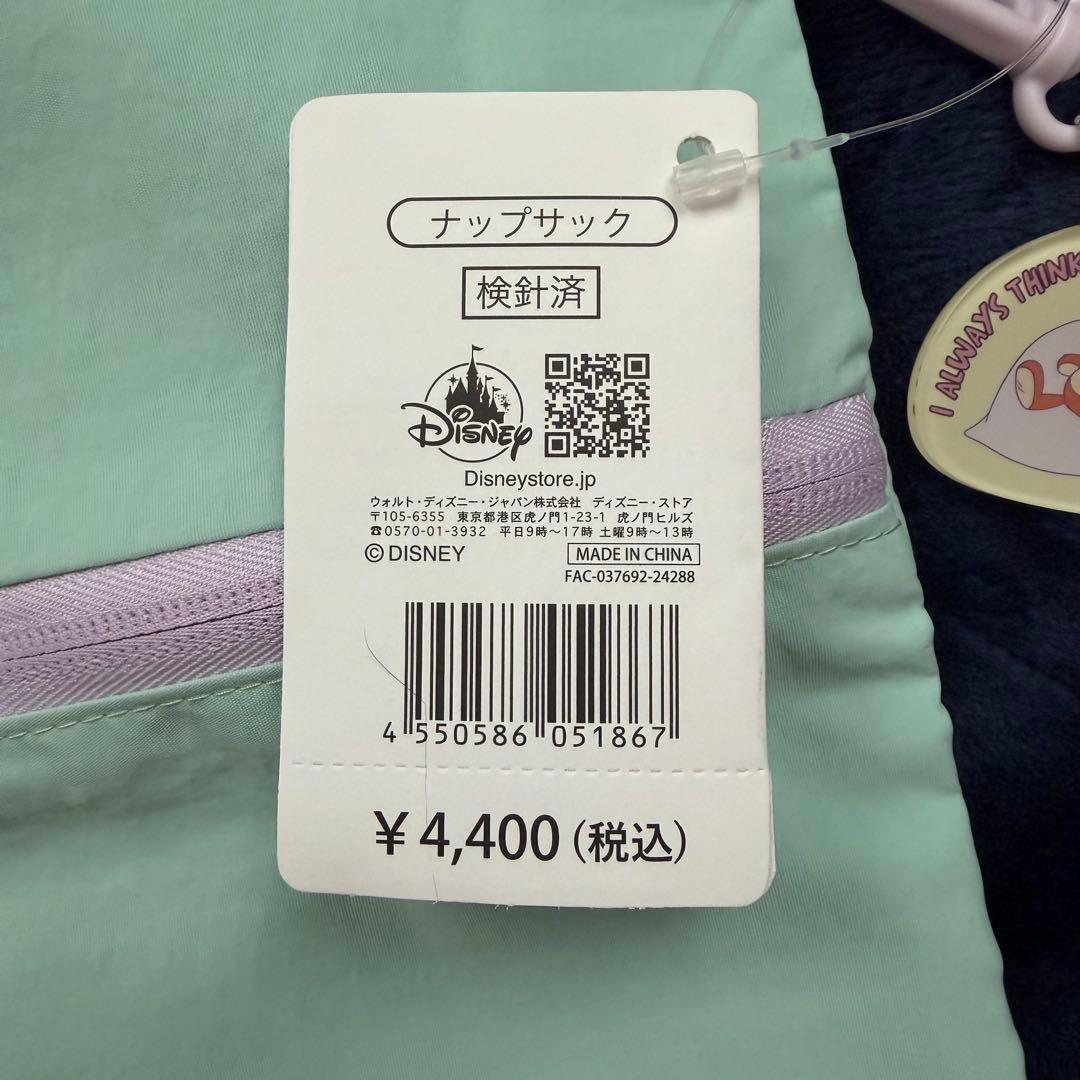 ナップサック
検針済
Disney
Disneystore.jp
ウォルト・ディズニー・ジャパン株式会社 ディズニー・ストア
〒105-6355 東京都港区虎ノ門1-23-1 虎ノ門ヒルズ
☎0570-01-3932 平日9時~17時 土曜9時~13時
©DISNEY
MADE IN CHINA
FAC-037692-24288
4 550586 051867
¥4,400(税込)
I ALWAYS THINK